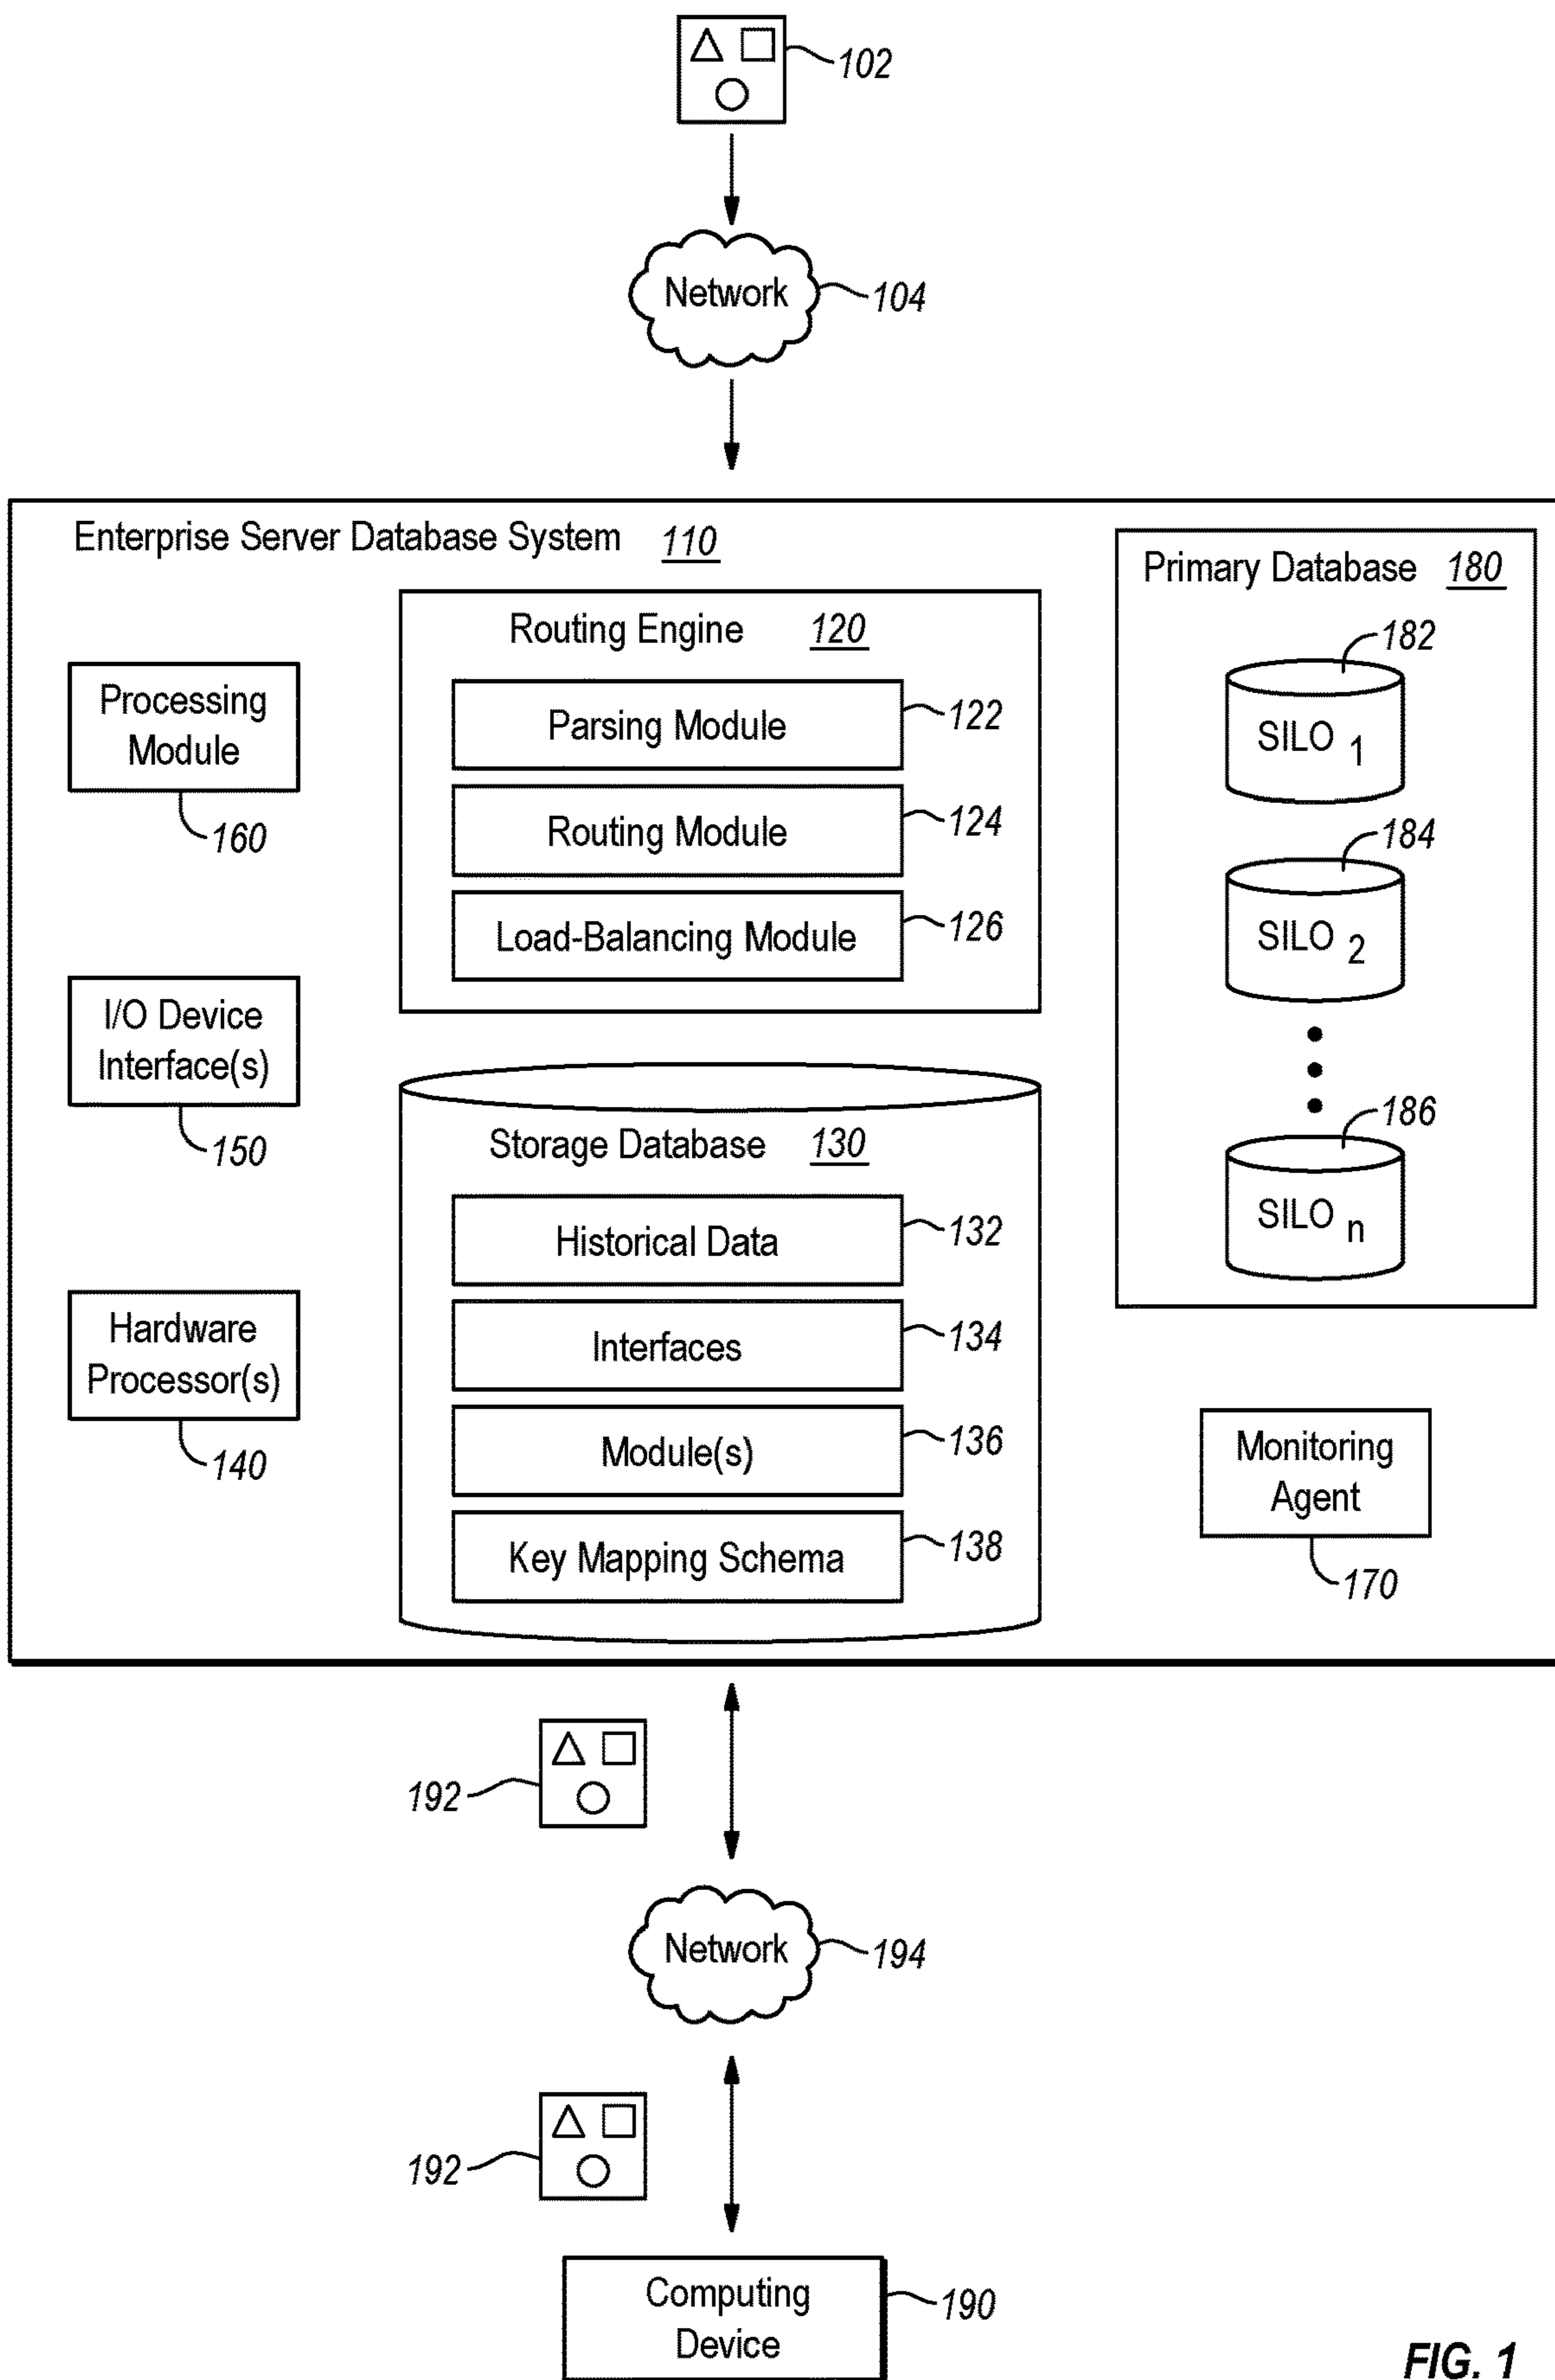 102
Network
104
Enterprise Server Database System 110
Primary Database 180
Routing Engine 120
182
Processing
Module
160
Parsing Module
122
SILO 1
Routing Module
124
184
Load-Balancing Module
126
SILO 2
I/O Device
Interface(s)
150
186
Storage Database 130
SILO n
Historical Data
132
Interfaces
134
Hardware
Processor(s)
140
Module(s)
136
Monitoring
Agent
170
Key Mapping Schema
138
192
Network
194
192
Computing
Device
190
FIG. 1